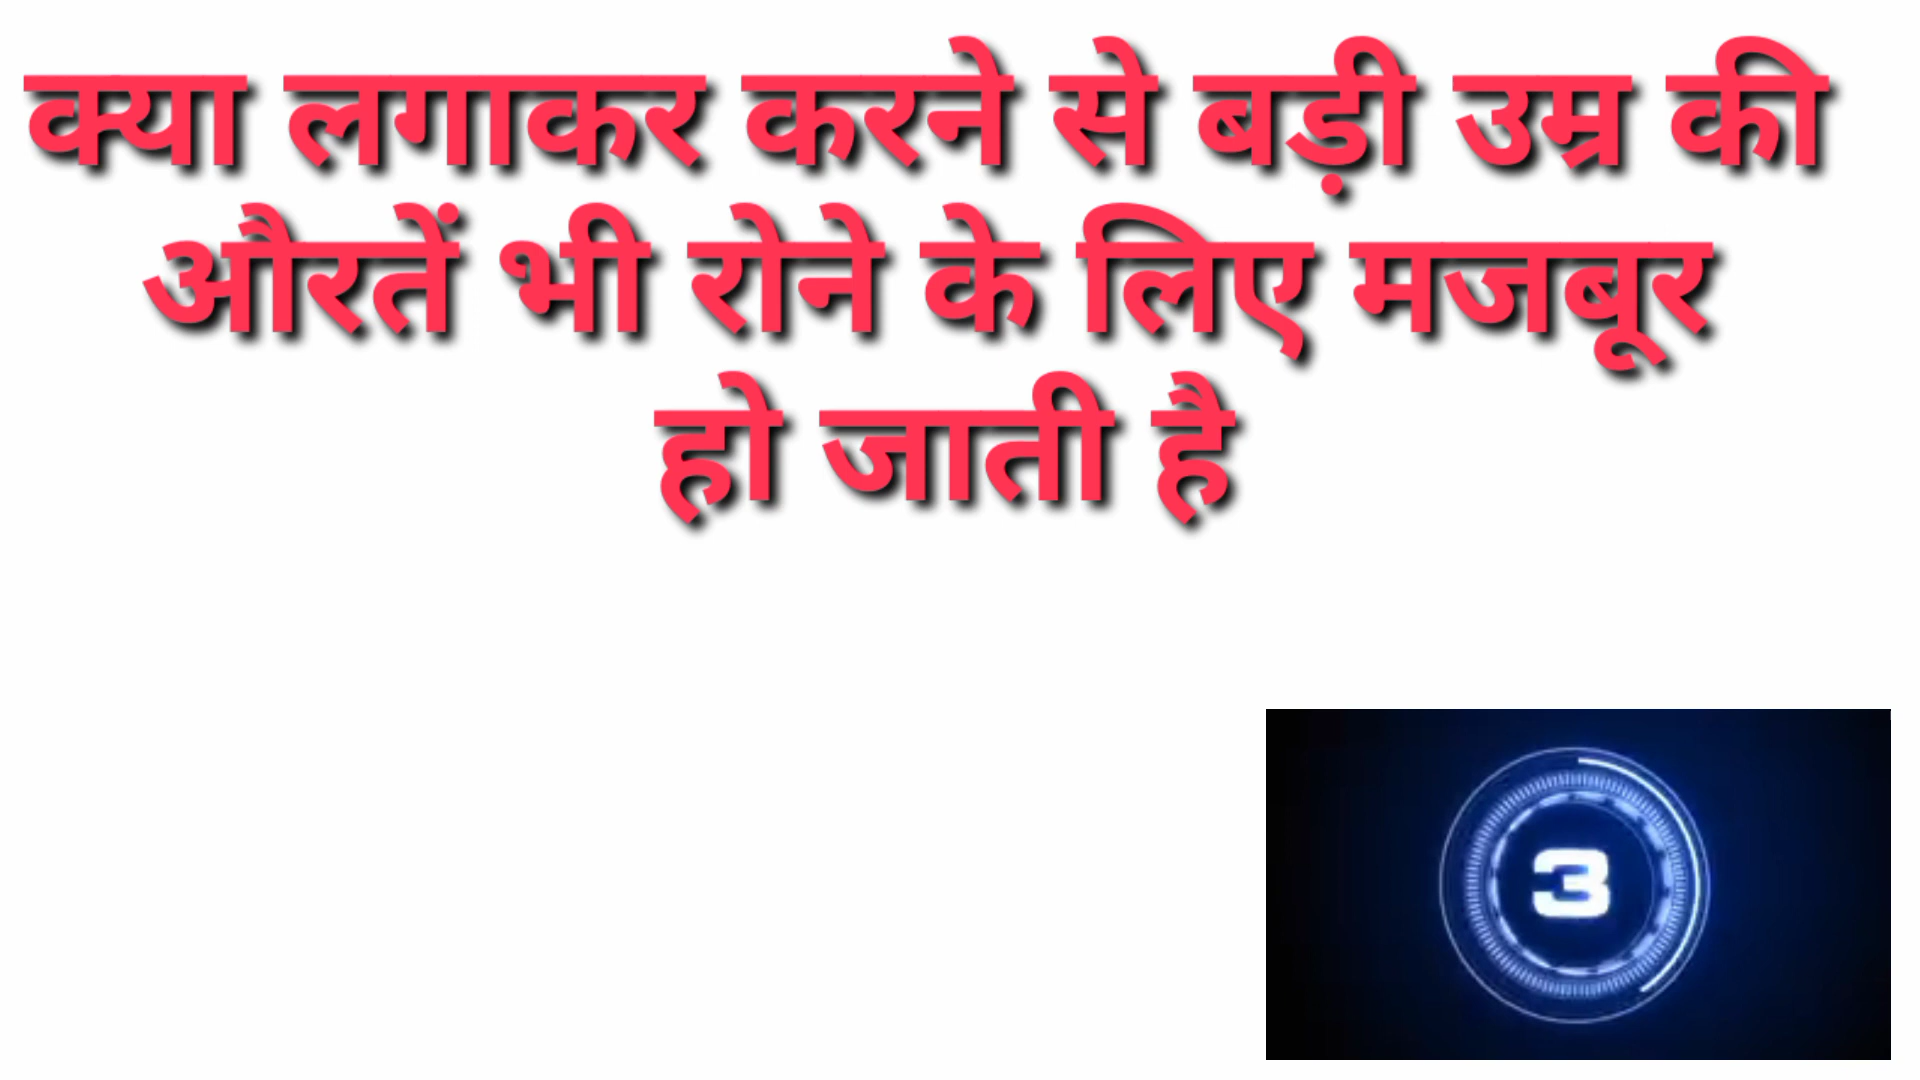 क्या लगाकर करने से बड़ी उम्र की
औरतें भी रोने के लिए मजबूर
हो जाती है
3